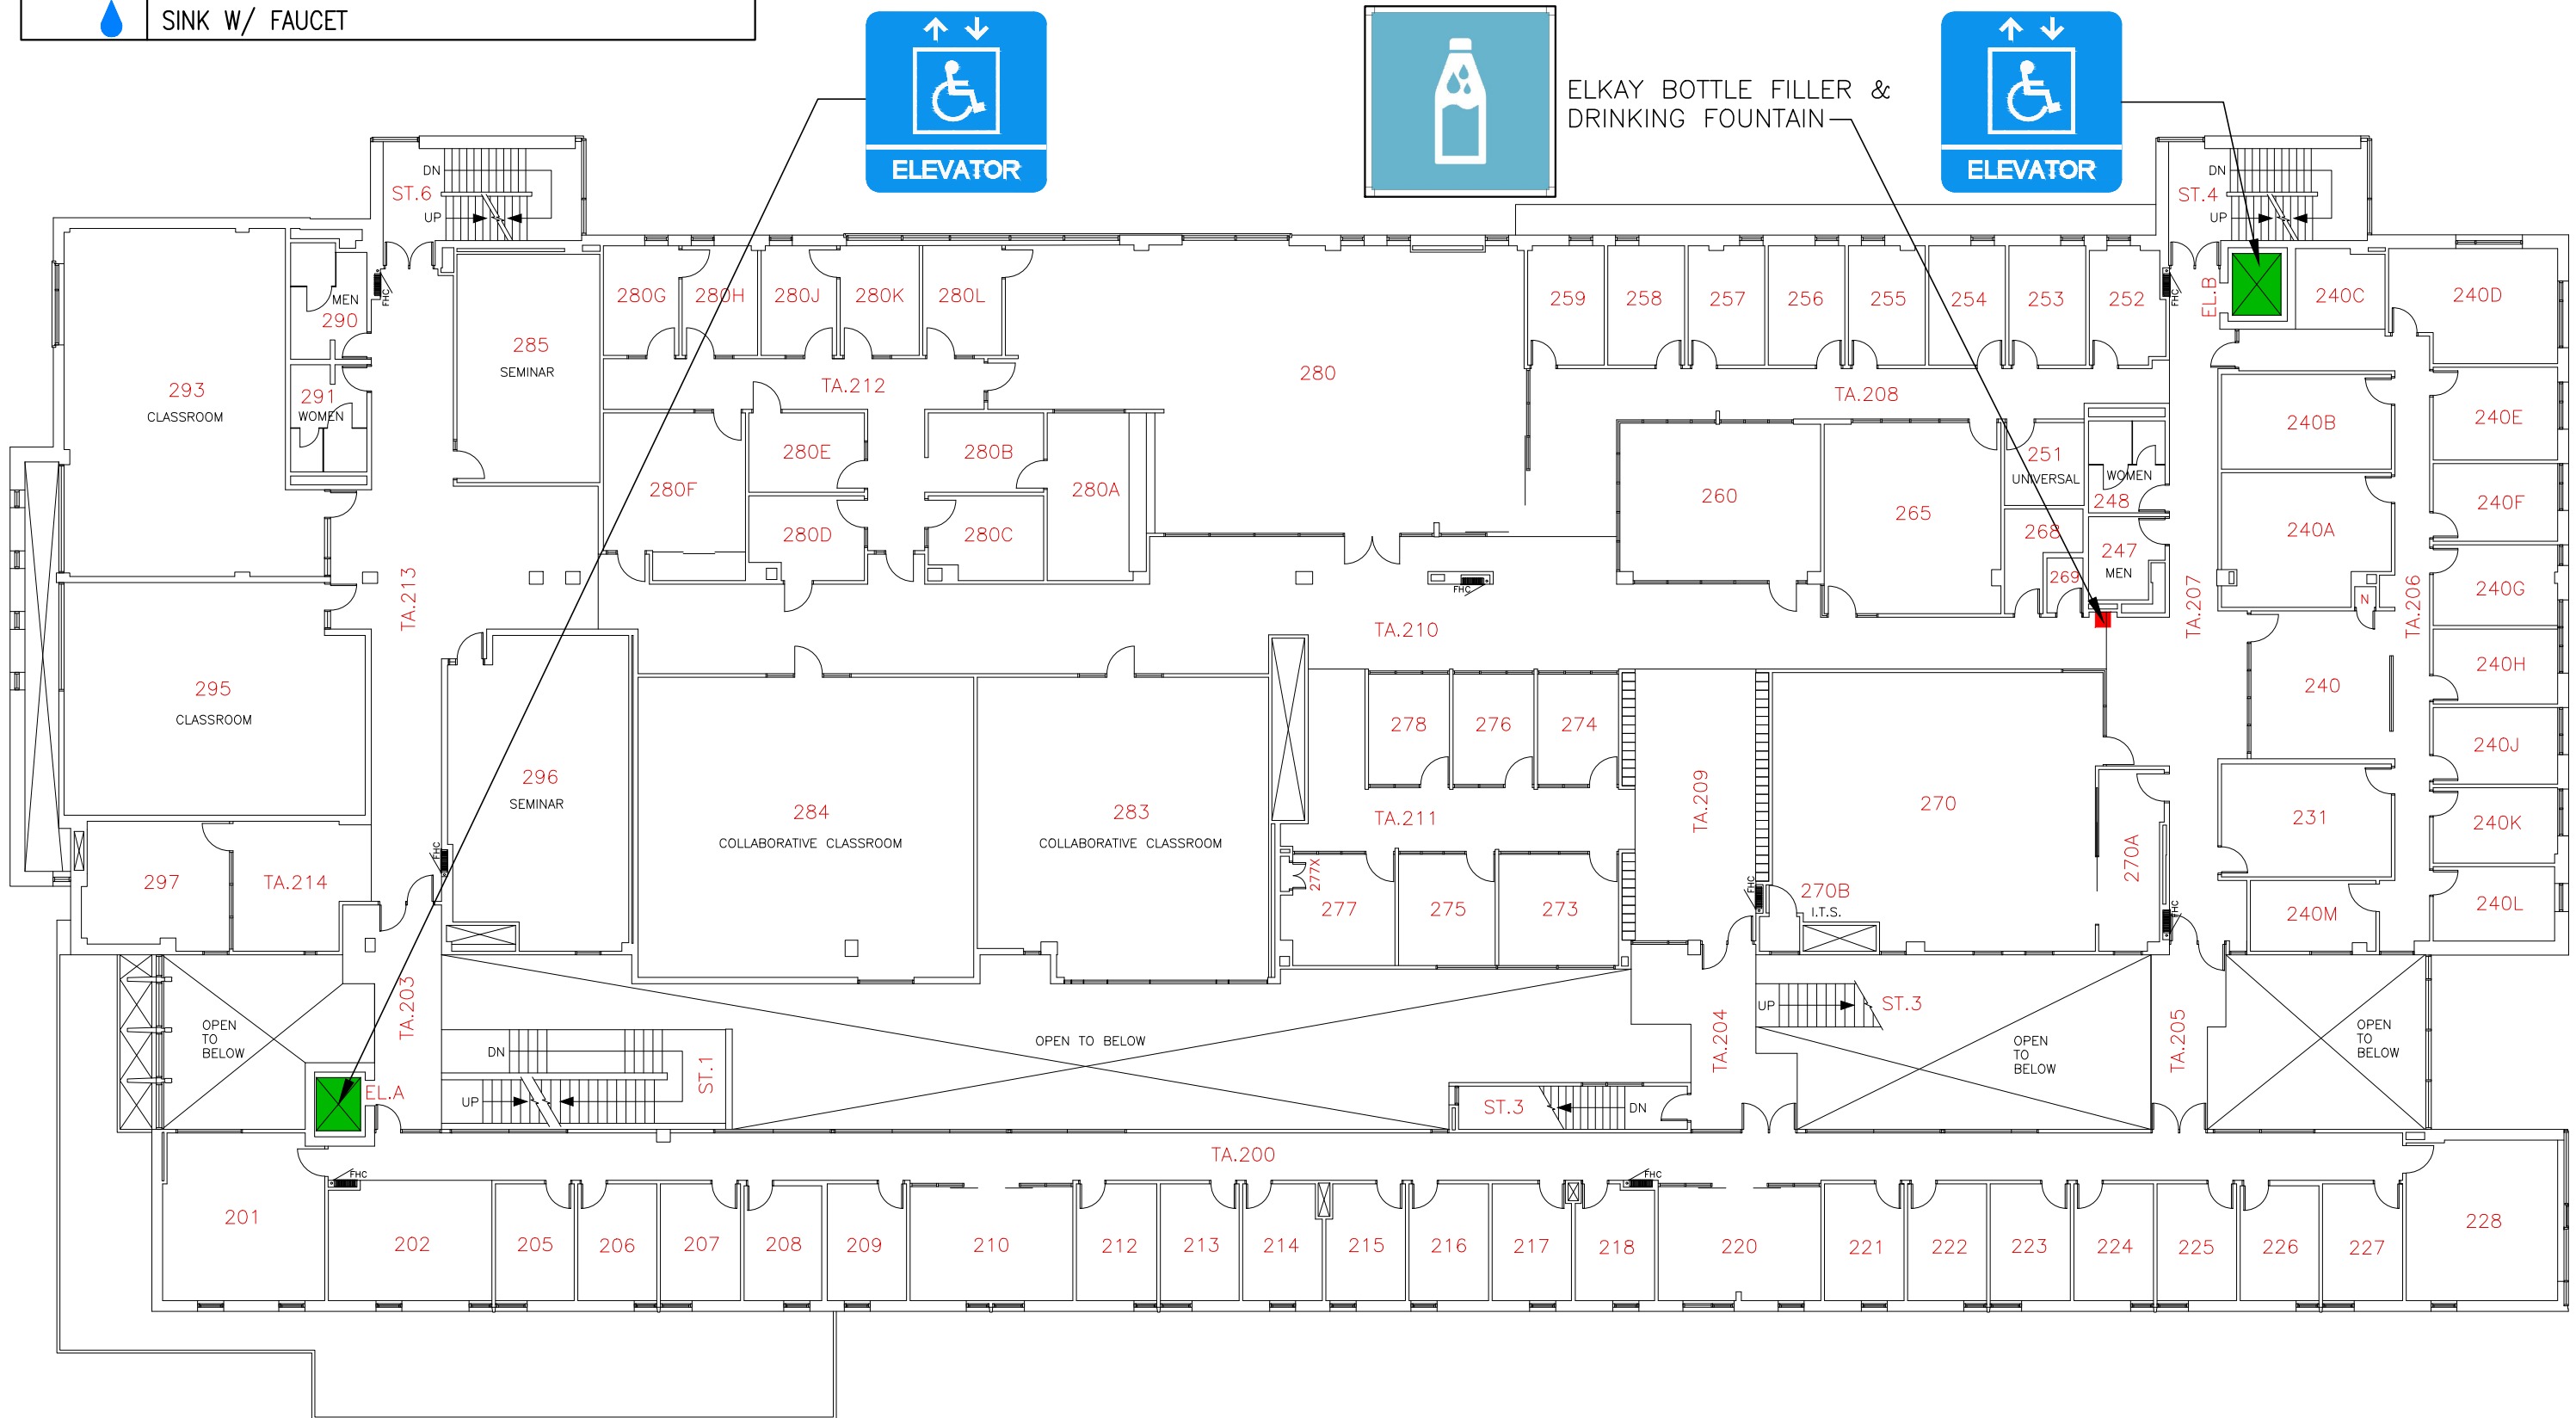 SINK W/ FAUCET
ELEVATOR
ELKAY BOTTLE FILLER &
DRINKING FOUNTAIN
ELEVATOR
DN
ST.6
UP
DN
ST.4
UP
FHC
MEN
290
293
CLASSROOM
291
WOMEN
285
SEMINAR
280G
280H
280J
280K
280L
TA.212
280
259
258
257
256
255
254
253
252
FHC
EL.B
240C
240D
TA.208
280F
280E
280B
280A
280D
280C
260
265
251
UNIVERSAL
WOMEN
248
268
247
MEN
269
240B
240E
240A
240F
TA.213
FHC
TA.210
TA.207
N
TA.206
240G
240H
240
240J
295
CLASSROOM
296
SEMINAR
284
COLLABORATIVE CLASSROOM
283
COLLABORATIVE CLASSROOM
278
276
274
TA.211
TA.209
270
270A
231
240K
297
TA.214
FHC
277X
277
275
273
FHC
270B
I.T.S.
FHC
240M
240L
OPEN
TO
BELOW
TA.203
EL.A
DN
UP
ST.1
OPEN TO BELOW
ST.3
DN
TA.204
UP
ST.3
OPEN
TO
BELOW
TA.205
OPEN
TO
BELOW
TA.200
FHC
FHC
201
202
205
206
207
208
209
210
212
213
214
215
216
217
218
220
221
222
223
224
225
226
227
228